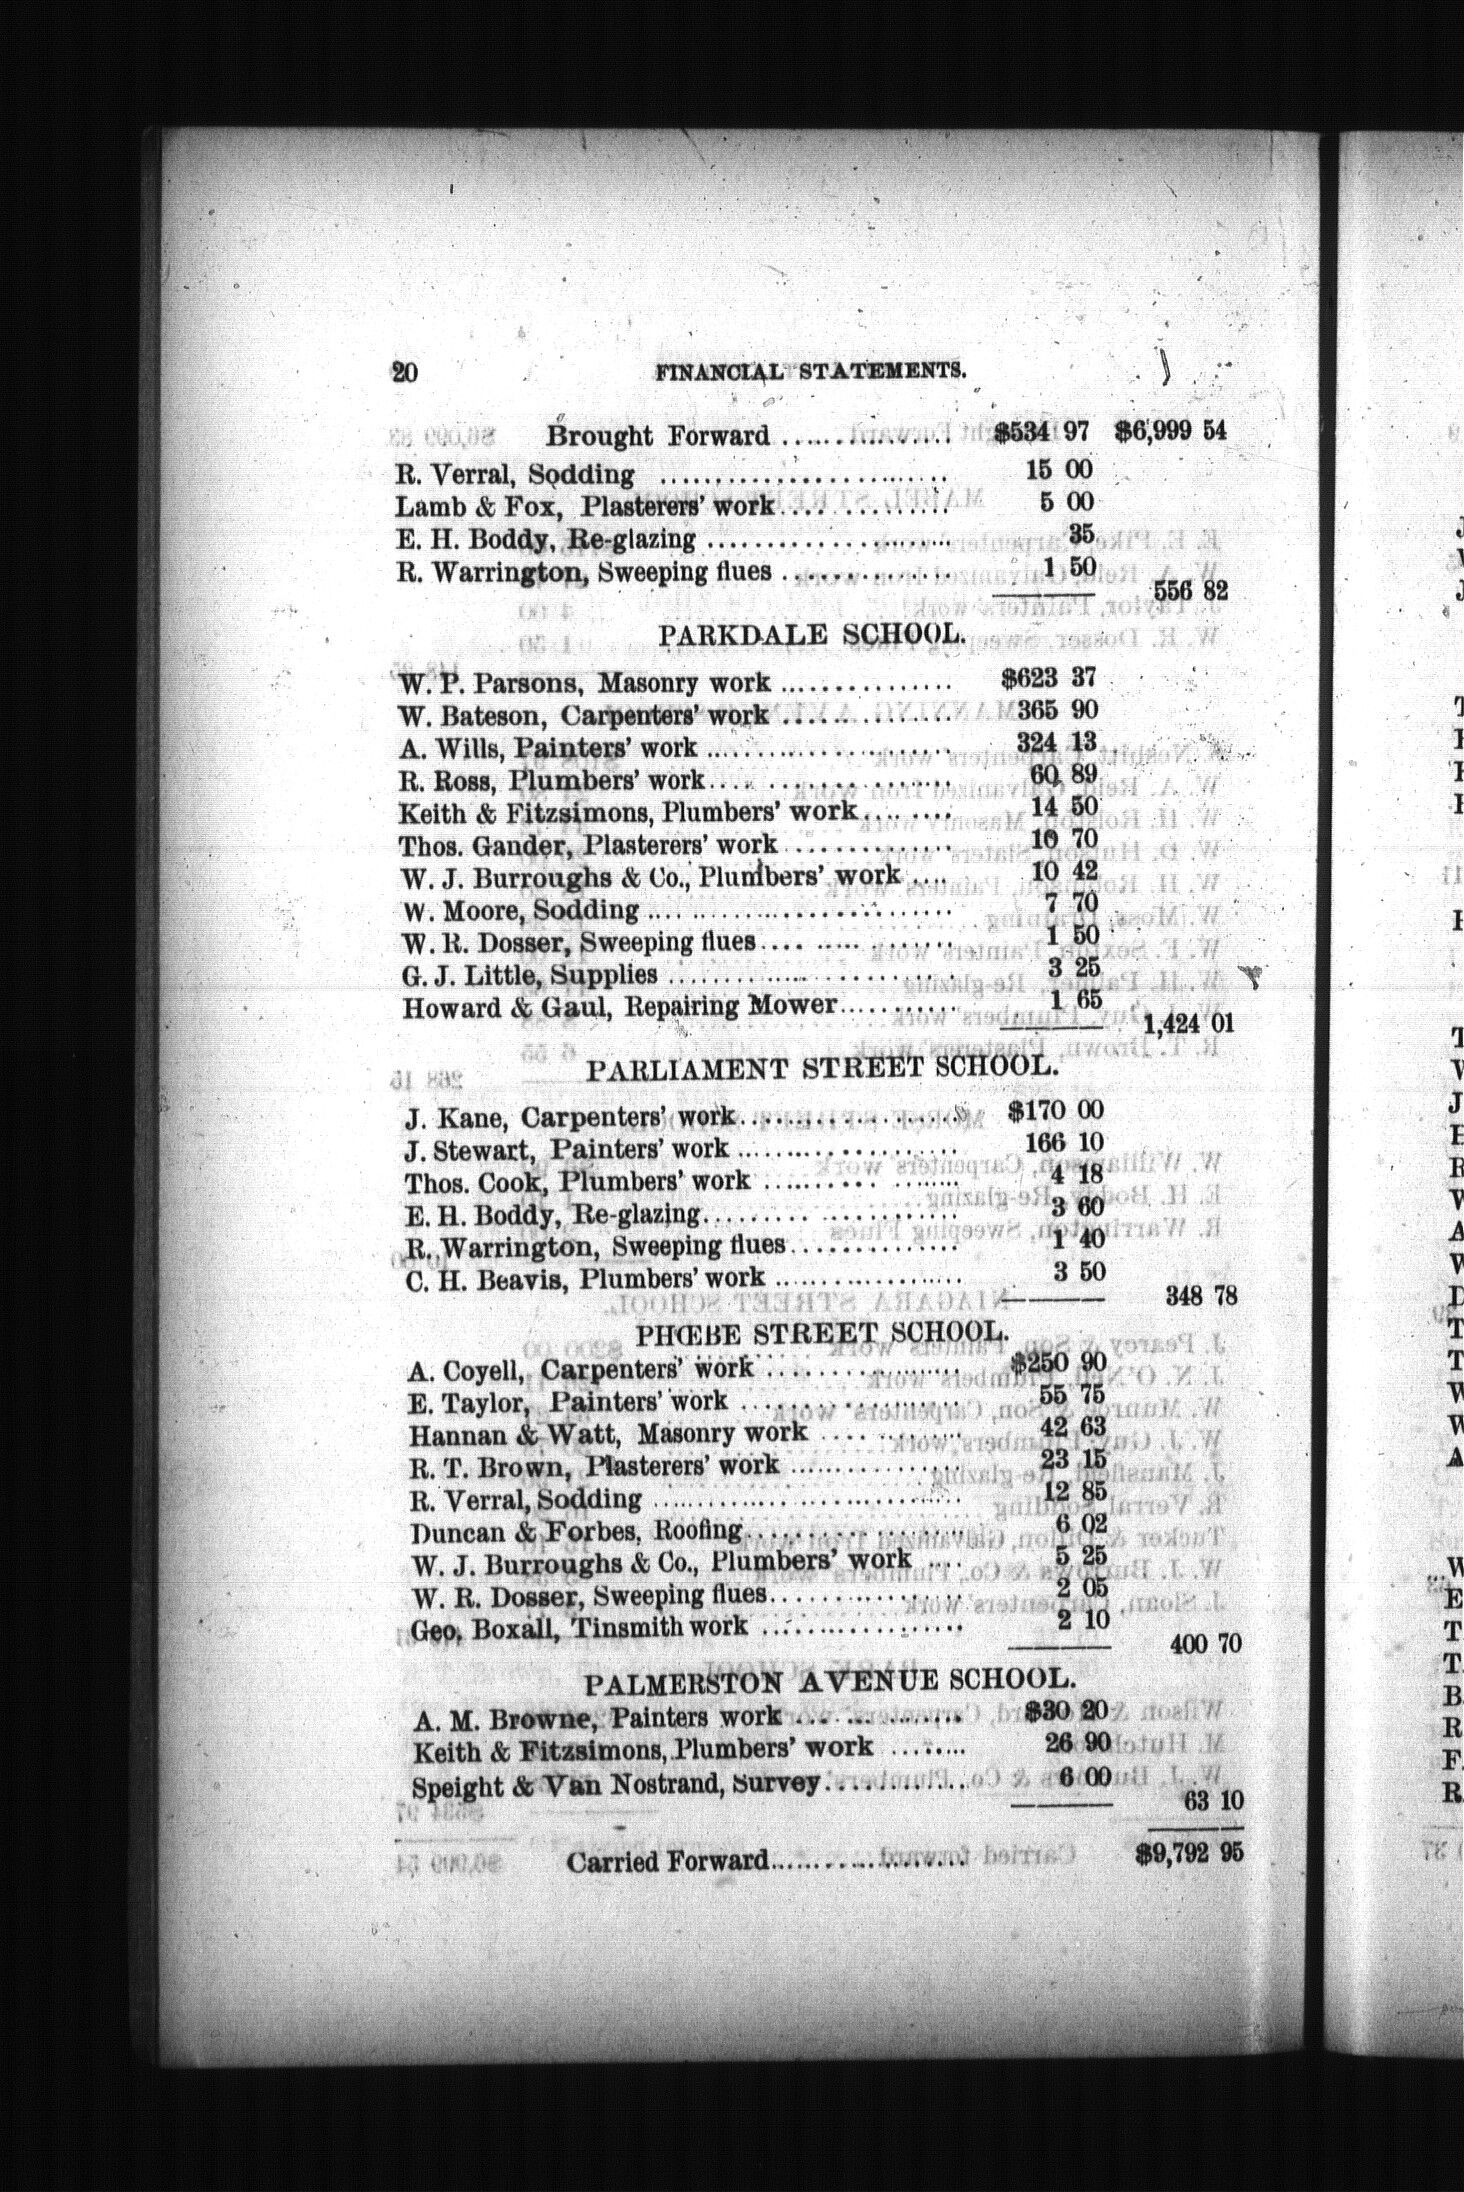 20 FINANCIAL STATEMENTS.
Brought Forward ................ $534 97 $6,999 54
R. Verral, Sodding ........................ 15 00
Lamb & Fox, Plasterers' work............... 5 00
E. H. Boddy, Re-glazing ..................... 35
R. Warrington, Sweeping flues .............. 1 50
556 82
PARKDALE SCHOOL.
W. P. Parsons, Masonry work ............... $623 37
W. Bateson, Carpenters' work .............. 365 90
A. Wills, Painters' work ..................... 324 13
R. Ross, Plumbers' work..................... 60 89
Keith & Fitzsimons, Plumbers' work......... 14 50
Thos. Gander, Plasterers' work .............. 10 70
W. J. Burroughs & Co., Plumbers' work .... 10 42
W. Moore, Sodding ......................... 7 70
W. R. Dosser, Sweeping flues................ 1 50
G. J. Little, Supplies ........................ 3 25
Howard & Gaul, Repairing Mower............ 1 65
1,424 01
PARLIAMENT STREET SCHOOL.
J. Kane, Carpenters' work................... $170 00
J. Stewart, Painters' work ................... 166 10
Thos. Cook, Plumbers' work ................. 4 18
E. H. Boddy, Re-glazing...................... 3 60
R. Warrington, Sweeping flues.............. 1 40
C. H. Beavis, Plumbers' work ................ 3 50
348 78
PHŒBE STREET SCHOOL.
A. Coyell, Carpenters' work ................. $250 90
E. Taylor, Painters' work ................... 55 75
Hannan & Watt, Masonry work ............. 42 63
R. T. Brown, Plasterers' work ............... 23 15
R. Verral, Sodding .......................... 12 85
Duncan & Forbes, Roofing................... 6 02
W. J. Burroughs & Co., Plumbers' work .... 5 25
W. R. Dosser, Sweeping flues................. 2 05
Geo. Boxall, Tinsmith work .................. 2 10
400 70
PALMERSTON AVENUE SCHOOL.
A. M. Browne, Painters work ............... $30 20
Keith & Fitzsimons, Plumbers' work ........ 26 90
Speight & Van Nostrand, Survey............. 6 00
63 10
Carried Forward.................. $9,792 95